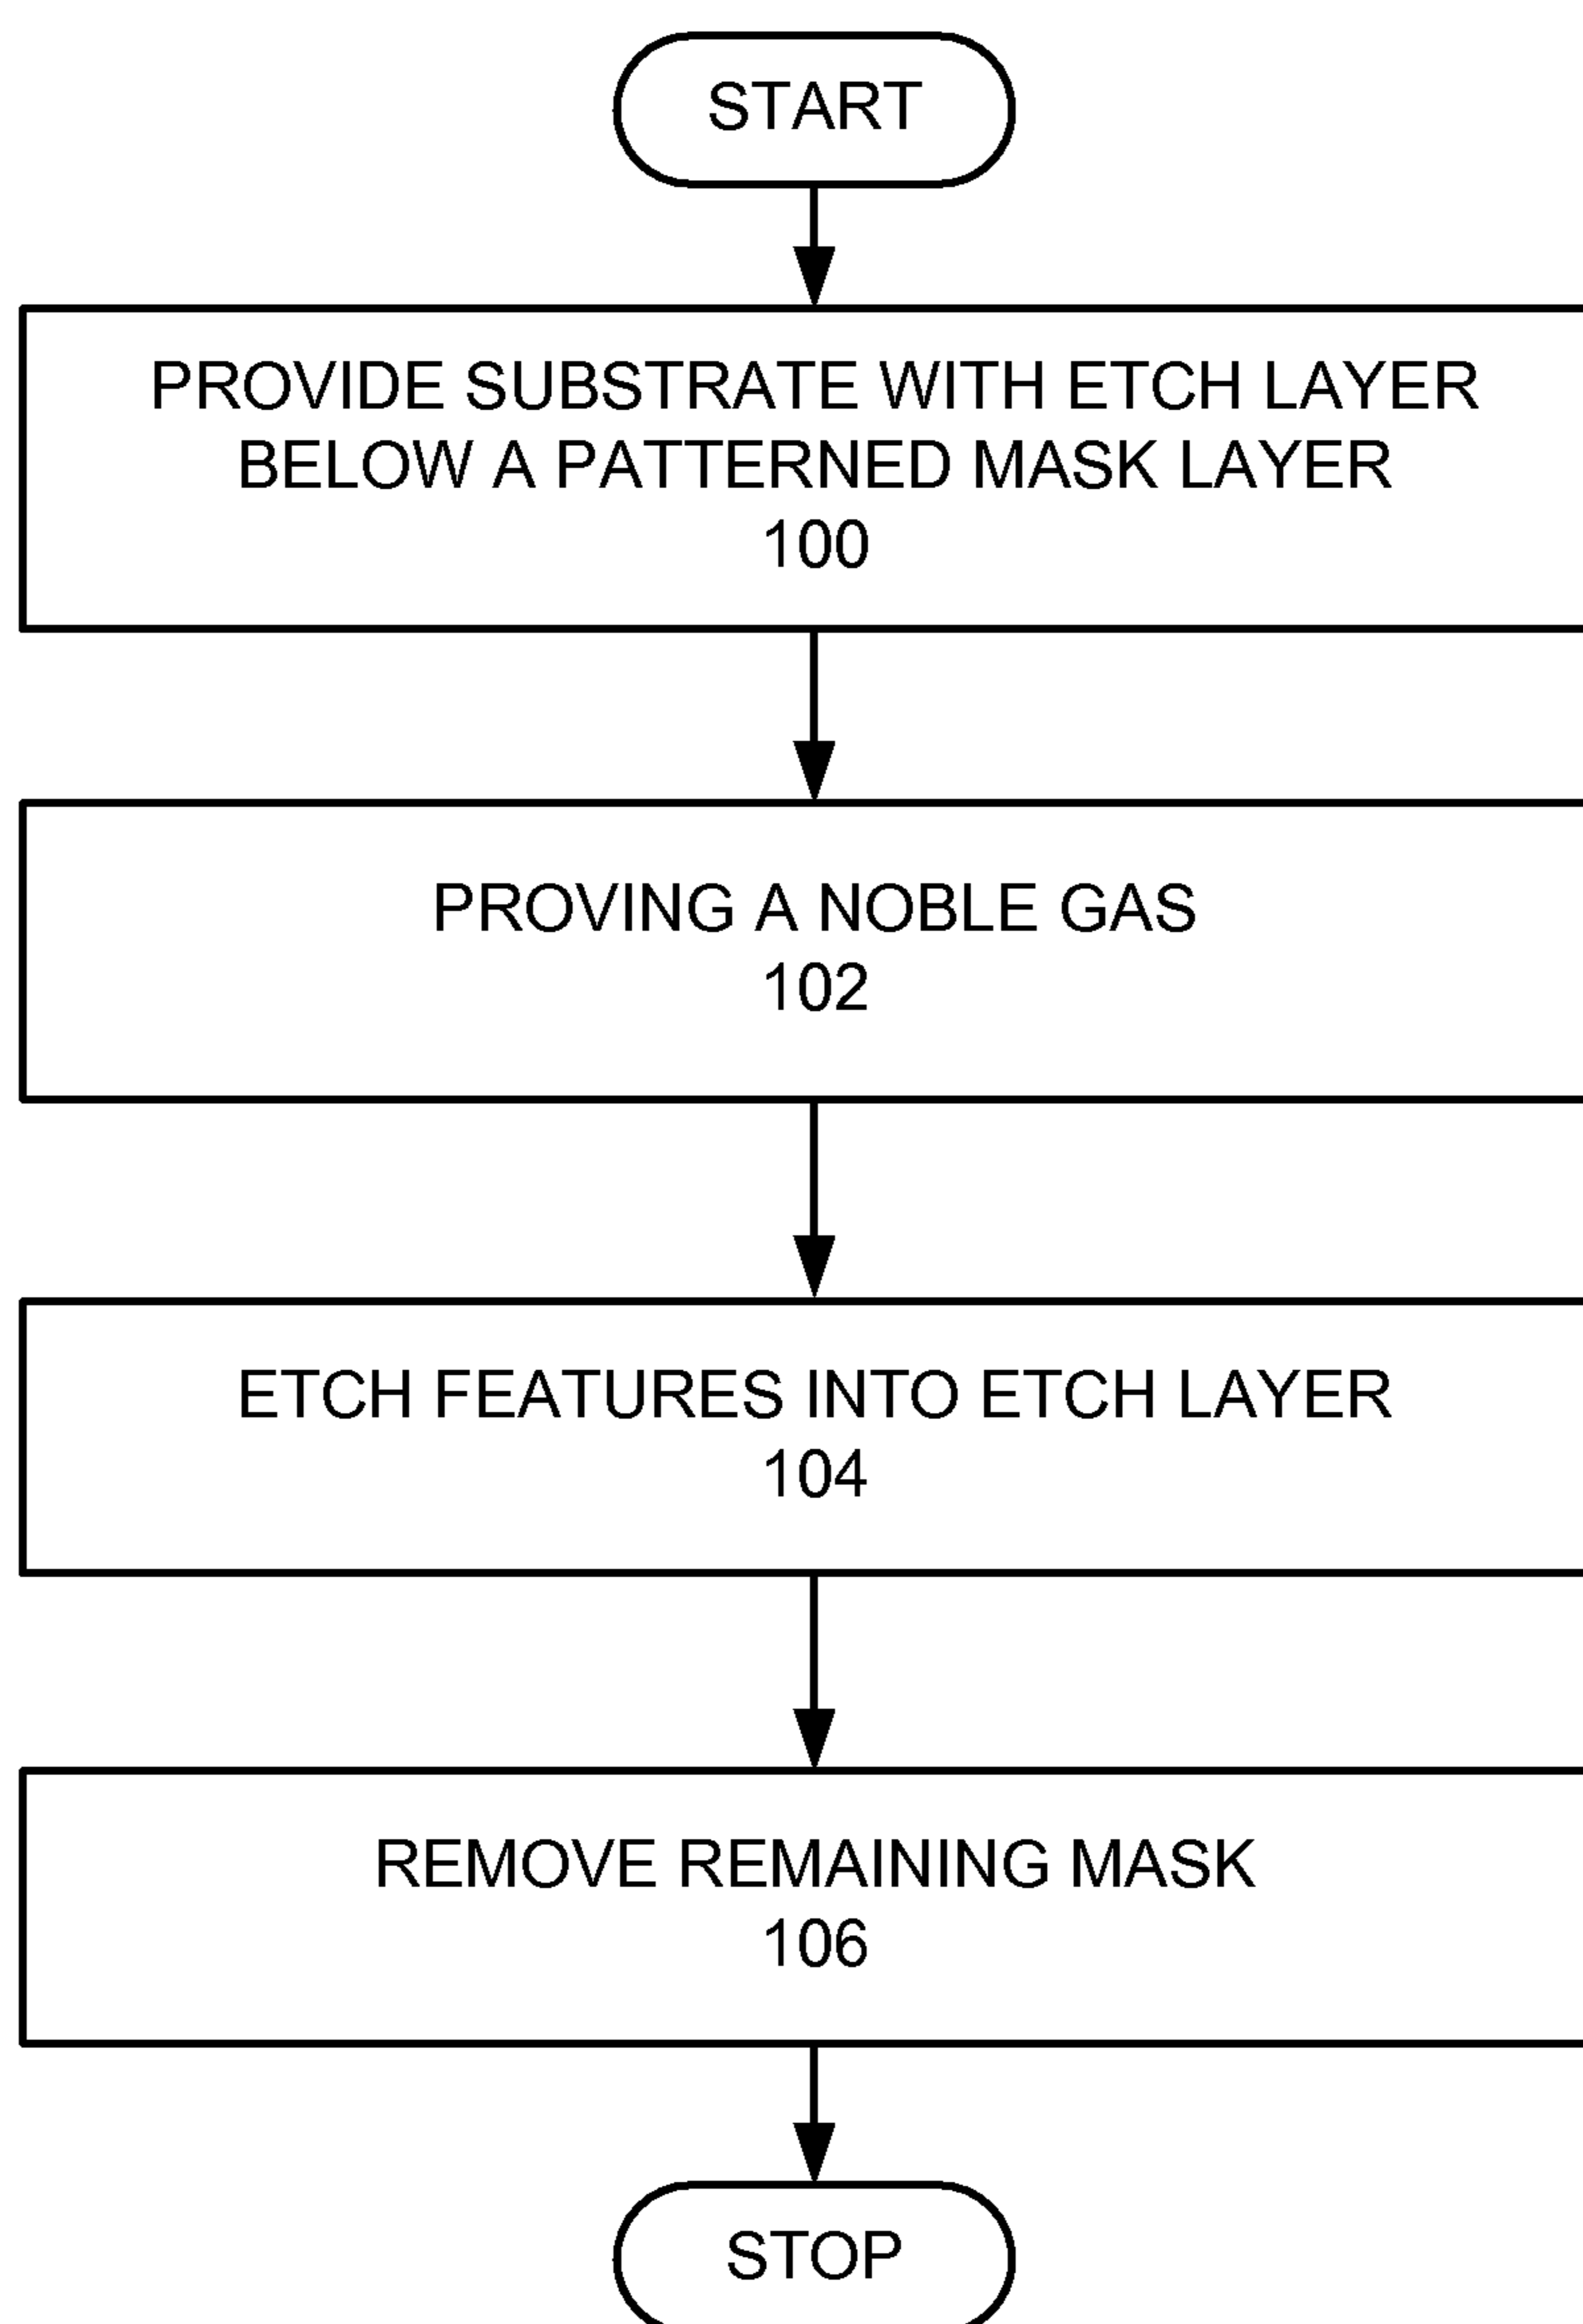 START
PROVIDE SUBSTRATE WITH ETCH LAYER
BELOW A PATTERNED MASK LAYER
100
PROVING A NOBLE GAS
102
ETCH FEATURES INTO ETCH LAYER
104
REMOVE REMAINING MASK
106
STOP